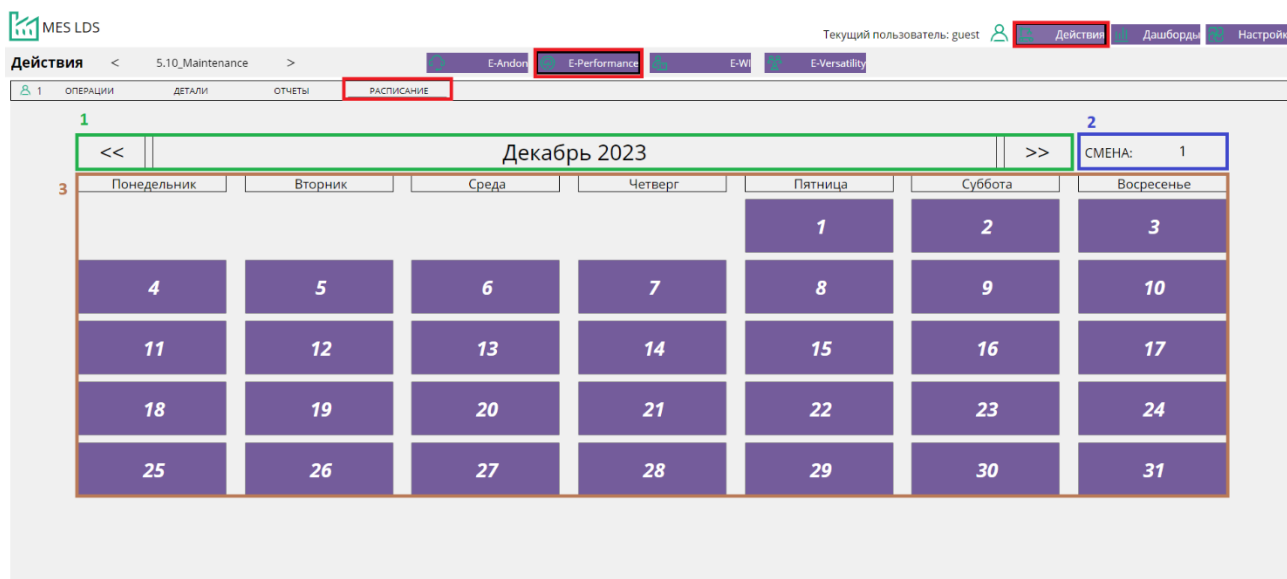 MES LDS
Текущий пользователь: guest Действия Дашборды Настройк
Действия < 5.10_Maintenance > E-Andon E-Performance E-WI E-Versatility
1 ОПЕРАЦИИ ДЕТАЛИ ОТЧЕТЫ РАСПИСАНИЕ
1 2
<< Декабрь 2023 >> СМЕНА: 1
3 Понедельник Вторник Среда Четверг Пятница Суббота Восресенье
1 2 3
4 5 6 7 8 9 10
11 12 13 14 15 16 17
18 19 20 21 22 23 24
25 26 27 28 29 30 31